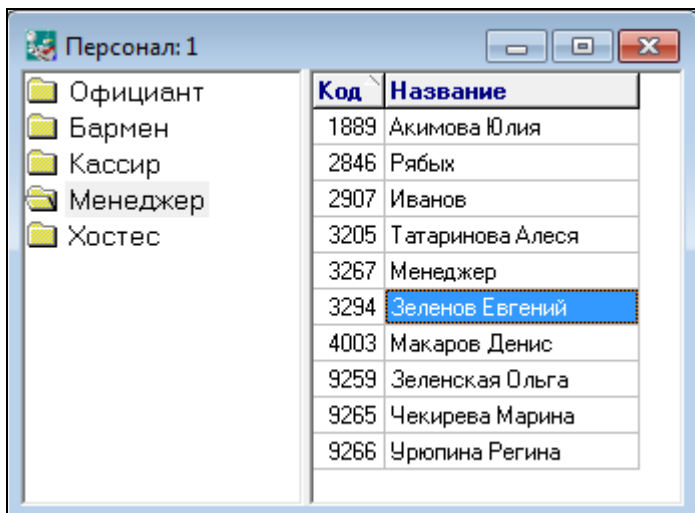 Персонал: 1
Официант
Бармен
Кассир
Менеджер
Хостес
Код Название
1889 Акимова Юлия
2846 Рябых
2907 Иванов
3205 Татаринова Алеся
3267 Менеджер
3294 Зеленов Евгений
4003 Макаров Денис
9259 Зеленская Ольга
9265 Чекирева Марина
9266 Урюпина Регина